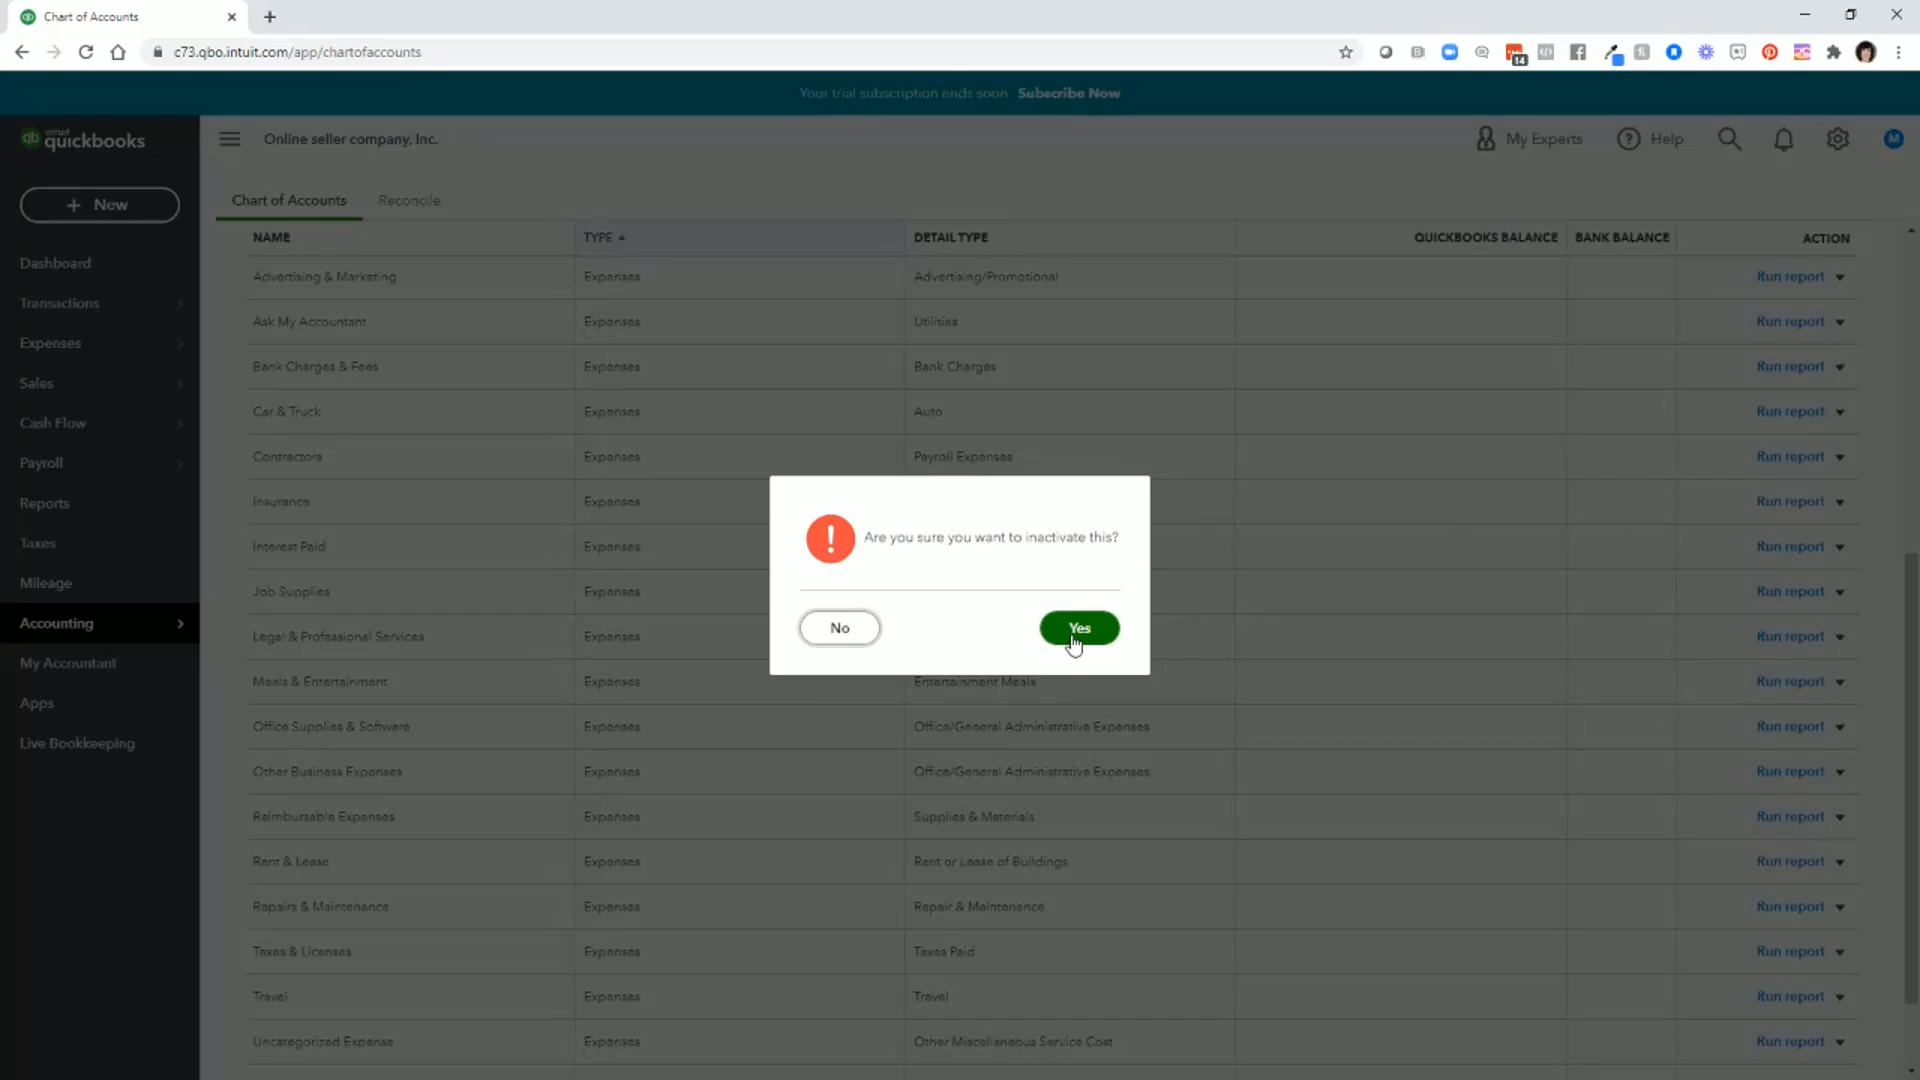 Chart of Accounts
c73.qbo.intuit.com/app/chartofaccounts
14
Your trial subscription ends soon Subscribe Now
qb intuit quickbooks
Online seller company, Inc.
My Experts
? Help
M
+ New
Chart of Accounts Reconcile
NAME TYPE DETAIL TYPE QUICKBOOKS BALANCE BANK BALANCE ACTION
Dashboard
Transactions
Expenses
Sales
Cash Flow
Payroll
Reports
Taxes
Mileage
Accounting
My Accountant
Apps
Live Bookkeeping
Advertising & Marketing Expenses Advertising/Promotional Run report
Ask My Accountant Expenses Utilities Run report
Bank Charges & Fees Expenses Bank Charges Run report
Car & Truck Expenses Auto Run report
Contractors Expenses Payroll Expenses Run report
Insurance Expenses Run report
Interest Paid Expenses Run report
Job Supplies Expenses Run report
Legal & Professional Services Expenses Run report
Meals & Entertainment Expenses Entertainment Meals Run report
Office Supplies & Software Expenses Office/General Administrative Expenses Run report
Other Business Expenses Expenses Office/General Administrative Expenses Run report
Reimbursable Expenses Expenses Supplies & Materials Run report
Rent & Lease Expenses Rent or Lease of Buildings Run report
Repairs & Maintenance Expenses Repair & Maintenance Run report
Taxes & Licenses Expenses Taxes Paid Run report
Travel Expenses Travel Run report
Uncategorized Expense Expenses Other Miscellaneous Service Cost Run report
! Are you sure you want to inactivate this?
No Yes